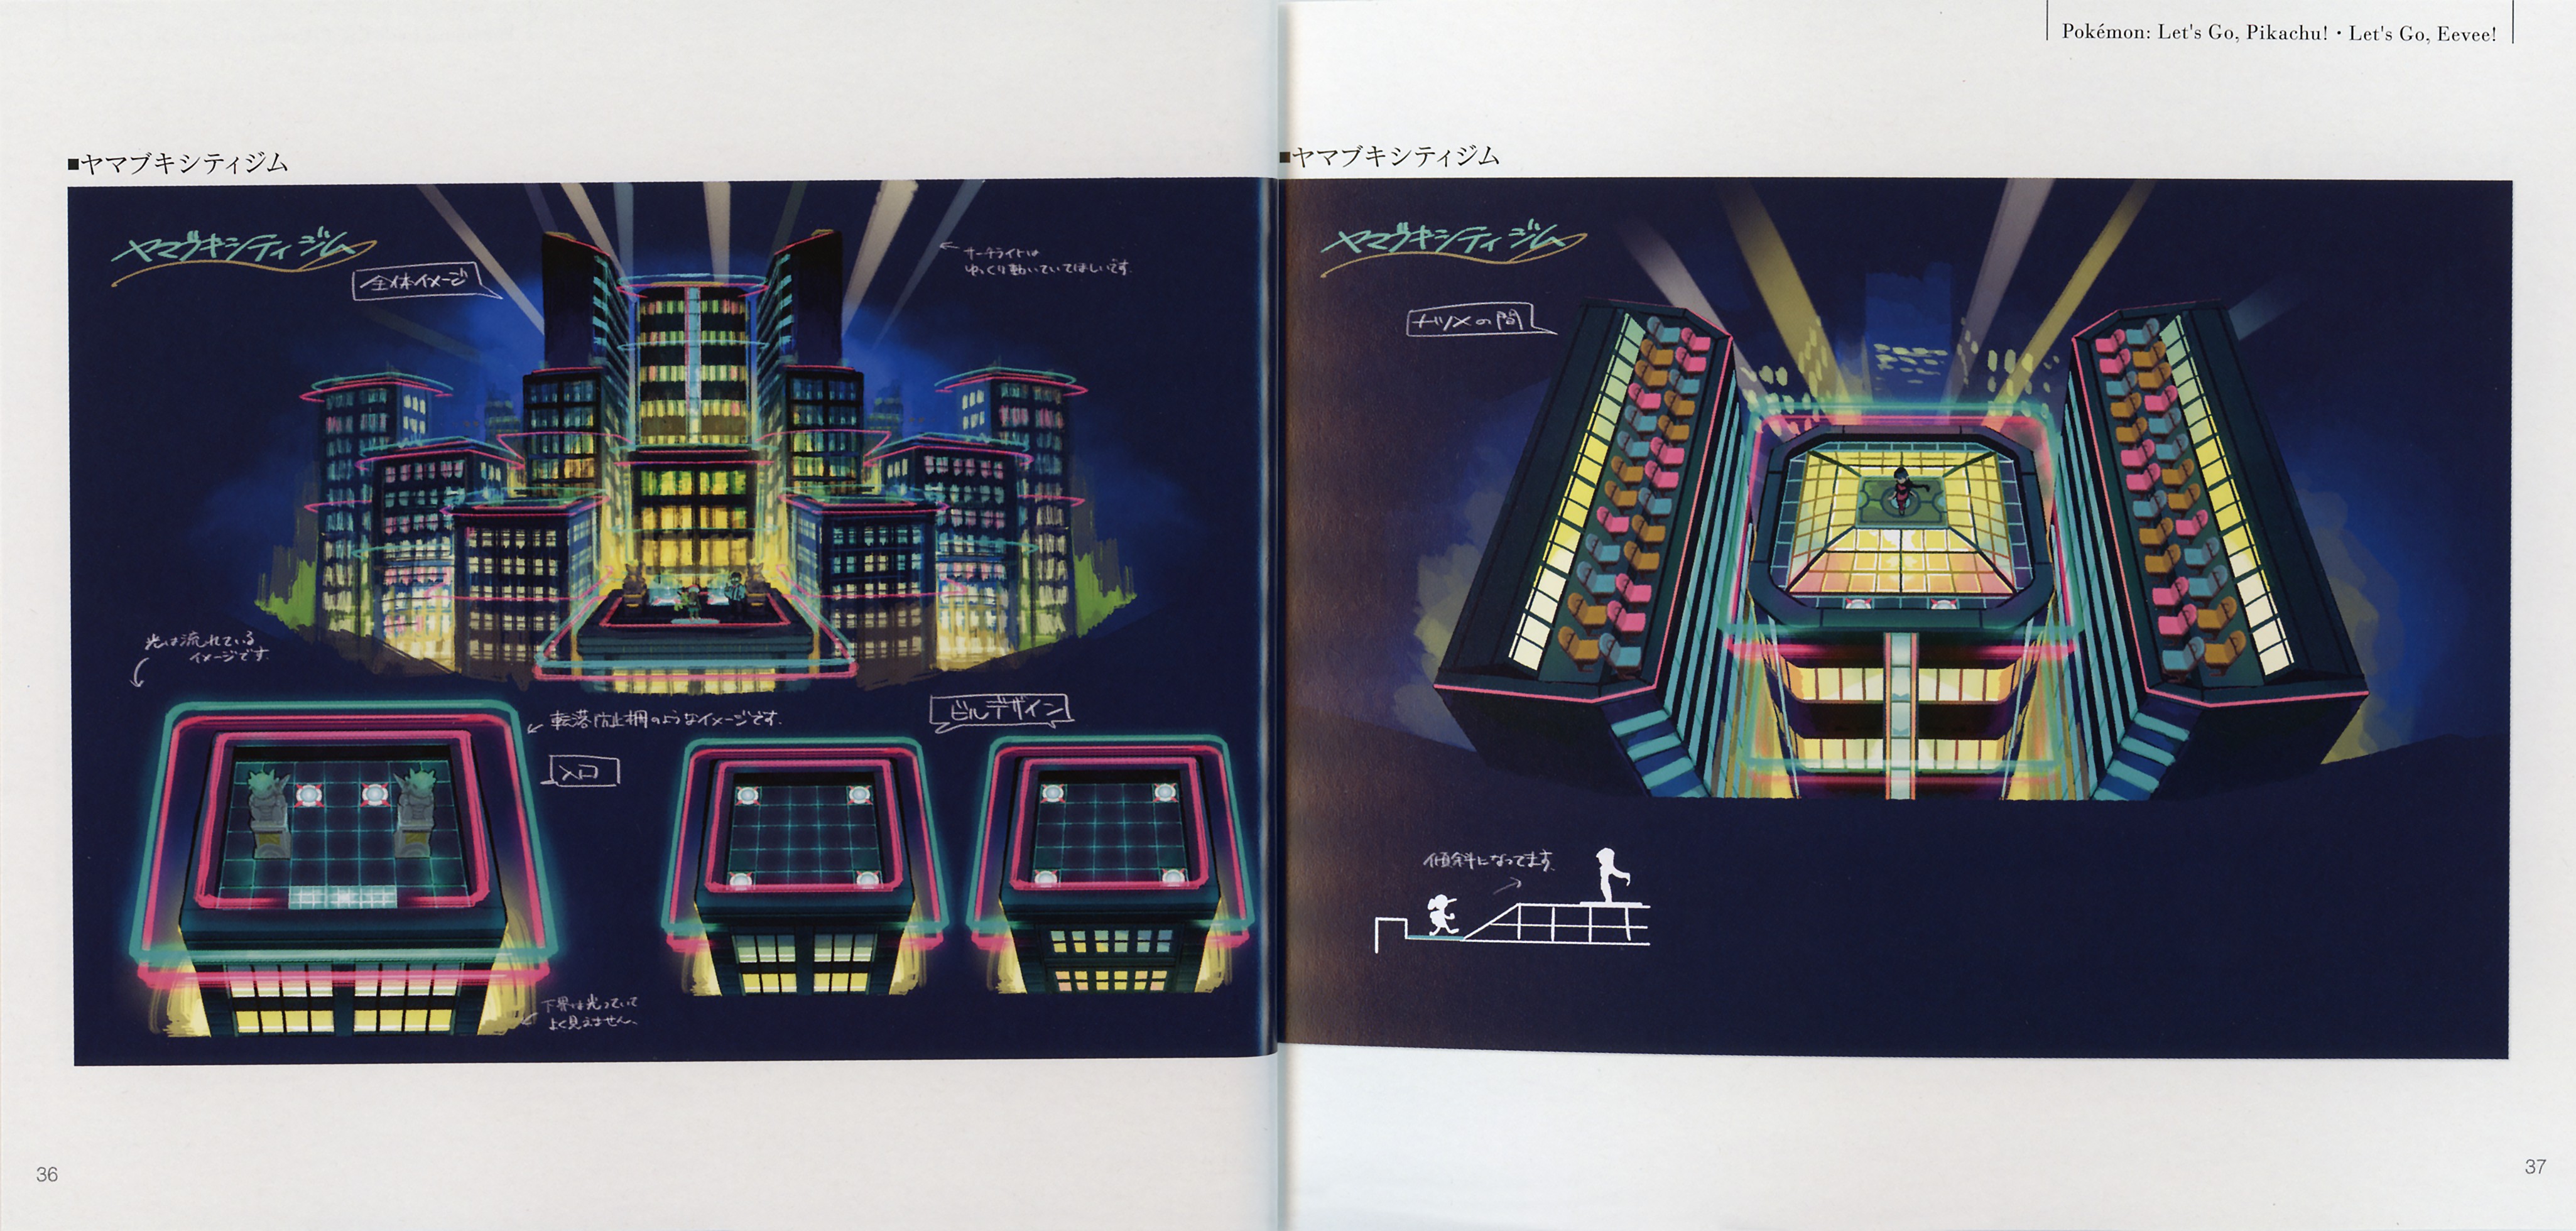 Pokémon: Let's Go, Pikachu!・Let's Go, Eevee!
■ヤマブキシティジム
ヤマブキシティジム
全体イメージ
サーチライトは
ゆっくり動いていてほしいです。
光は流れている
イメージです。
転落防止柵のようなイメージです。
入口
ビルデザイン
下界は光っていて
よく見えません。
36
■ヤマブキシティジム
ヤマブキシティジム
ナツメの間
傾斜になってます。
37